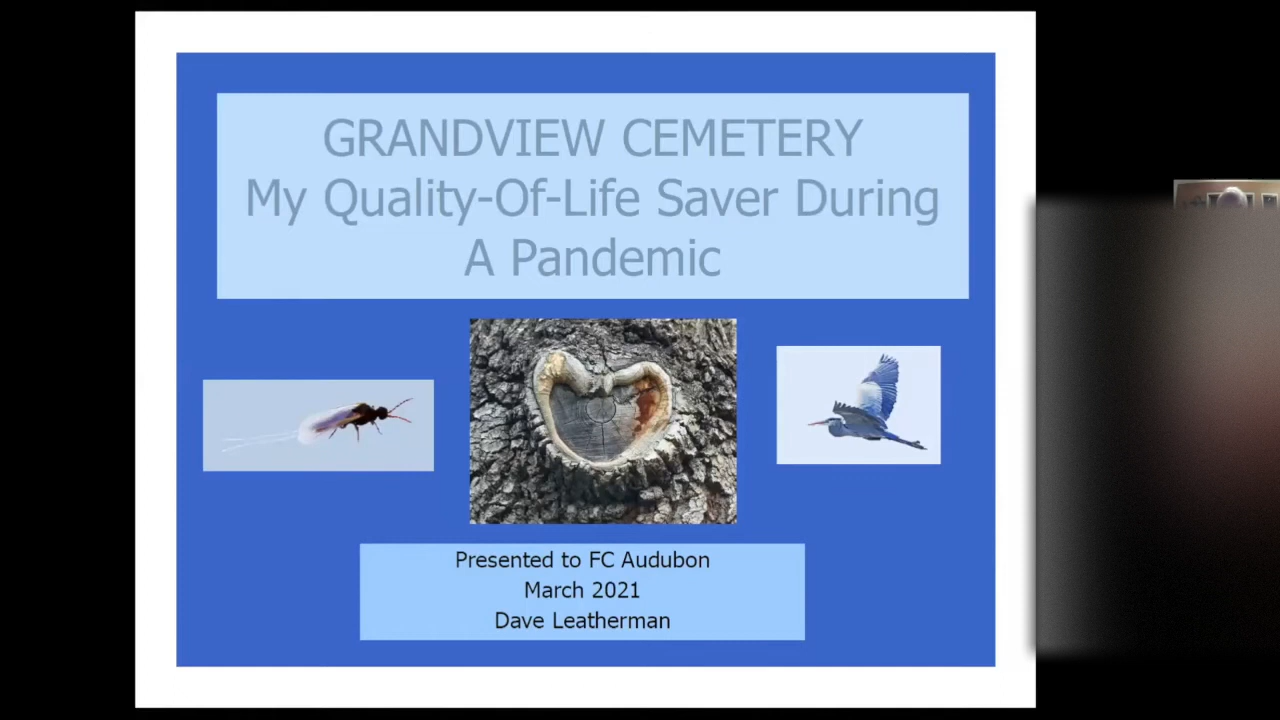 GRANDVIEW CEMETERY
My Quality-Of-Life Saver During
A Pandemic
Presented to FC Audubon
March 2021
Dave Leatherman